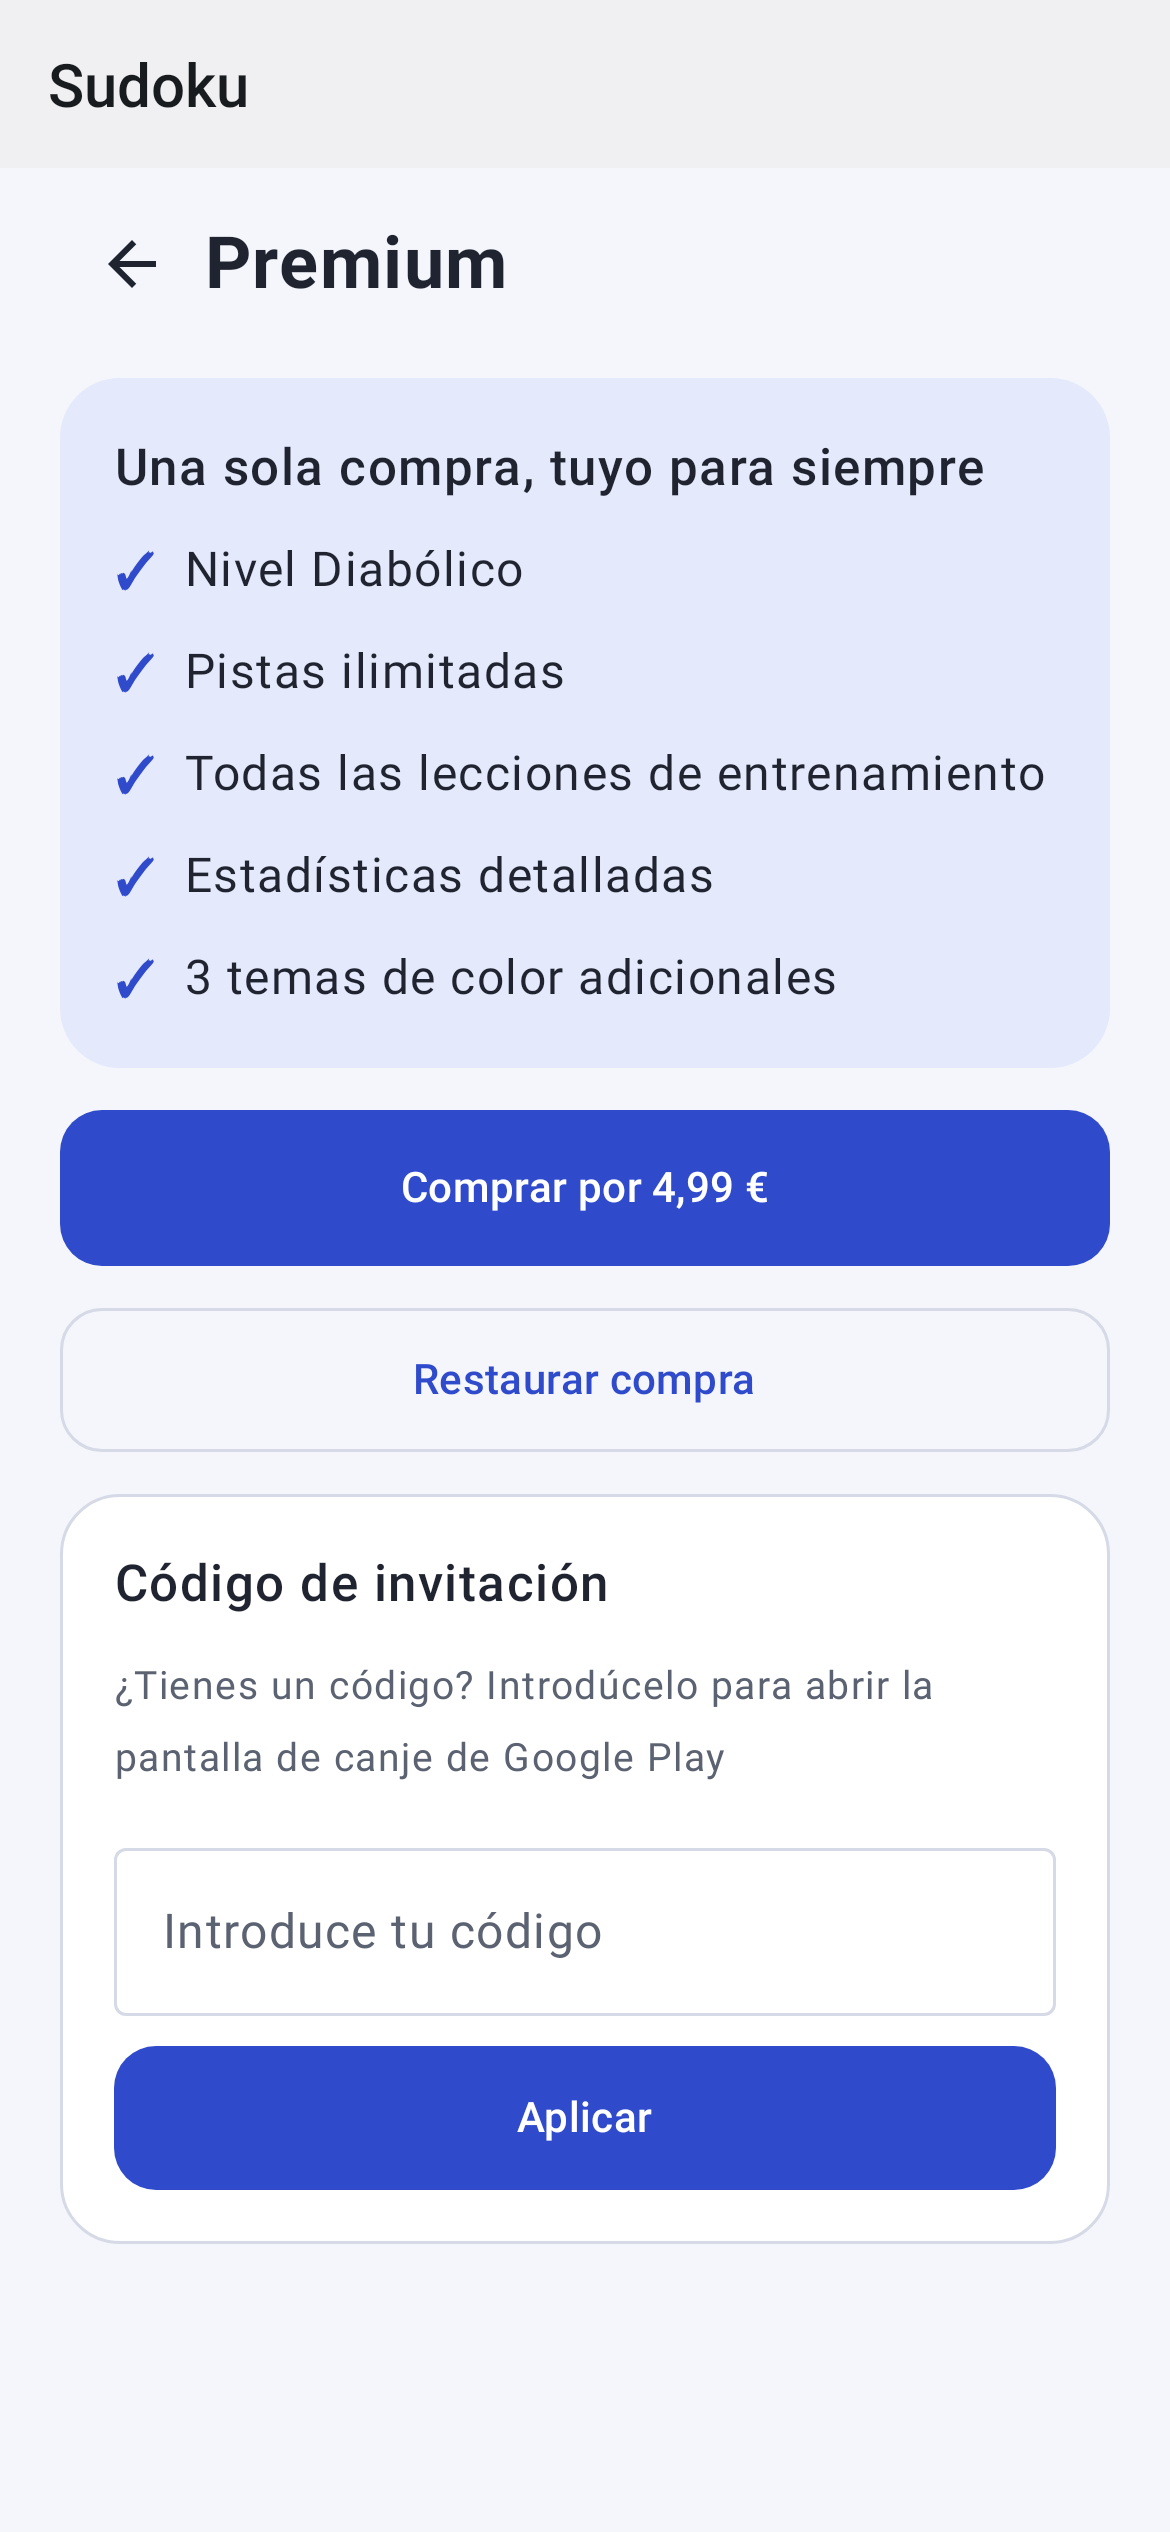 Sudoku
Premium
Una sola compra, tuyo para siempre
✓ Nivel Diabólico
✓ Pistas ilimitadas
✓ Todas las lecciones de entrenamiento
✓ Estadísticas detalladas
✓ 3 temas de color adicionales
Comprar por 4,99 €
Restaurar compra
Código de invitación
¿Tienes un código? Introdúcelo para abrir la
pantalla de canje de Google Play
Introduce tu código
Aplicar